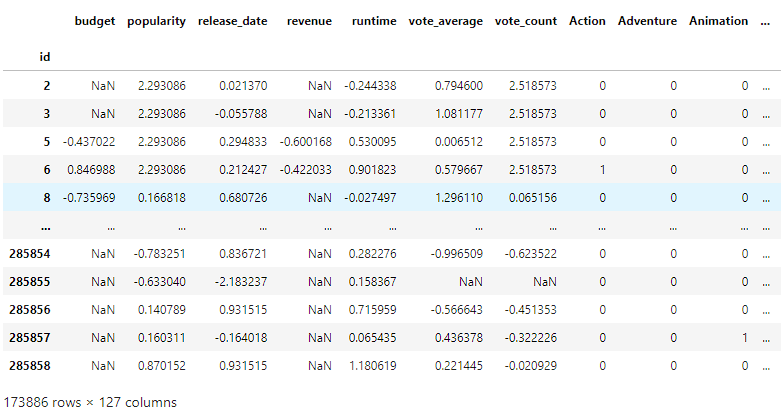 budget popularity release_date revenue runtime vote_average vote_count Action Adventure Animation ...
id
2 NaN 2.293086 0.021370 NaN -0.244338 0.794600 2.518573 0 0 0 ...
3 NaN 2.293086 -0.055788 NaN -0.213361 1.081177 2.518573 0 0 0 ...
5 -0.437022 2.293086 0.294833 -0.600168 0.530095 0.006512 2.518573 0 0 0 ...
6 0.846988 2.293086 0.212427 -0.422033 0.901823 0.579667 2.518573 1 0 0 ...
8 -0.735969 0.166818 0.680726 NaN -0.027497 1.296110 0.065156 0 0 0 ...
... ... ... ... ... ... ... ... ... ... ... ...
285854 NaN -0.783251 0.836721 NaN 0.282276 -0.996509 -0.623522 0 0 0 ...
285855 NaN -0.633040 -2.183237 NaN 0.158367 NaN NaN 0 0 0 ...
285856 NaN 0.140789 0.931515 NaN 0.715959 -0.566643 -0.451353 0 0 0 ...
285857 NaN 0.160311 -0.164018 NaN 0.065435 0.436378 -0.322226 0 0 1 ...
285858 NaN 0.870152 0.931515 NaN 1.180619 0.221445 -0.020929 0 0 0 ...
173886 rows × 127 columns